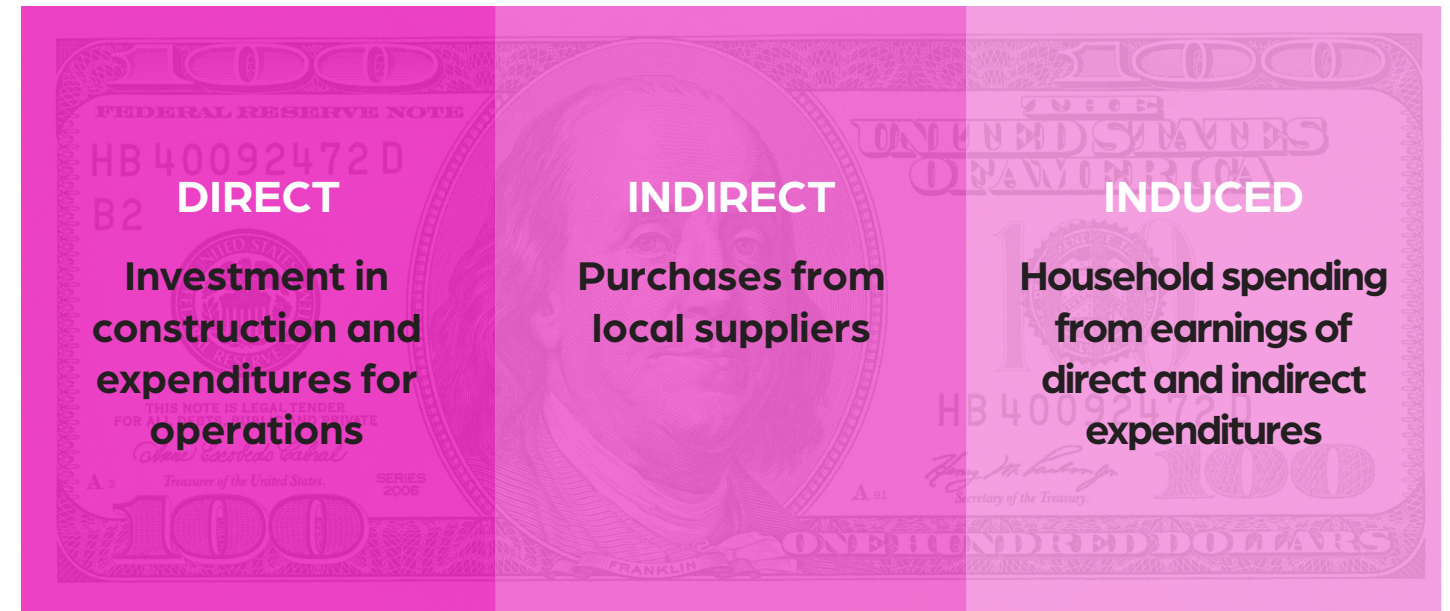 DIRECT
Investment in
construction and
expenditures for
operations
INDIRECT
Purchases from
local suppliers
INDUCED
Household spending
from earnings of
direct and indirect
expenditures
100
100
FEDERAL RESERVE NOTE
THE
UNITED STATES
OF AMERICA
HB 40092472 D
B2
THIS NOTE IS LEGAL TENDER
FOR ALL DEBTS, PUBLIC AND PRIVATE
Treasurer of the United States.
SERIES
2006
A 3
A 91
HB 40092472 D
Secretary of the Treasury.
100
100
FRANKLIN
ONE HUNDRED DOLLARS